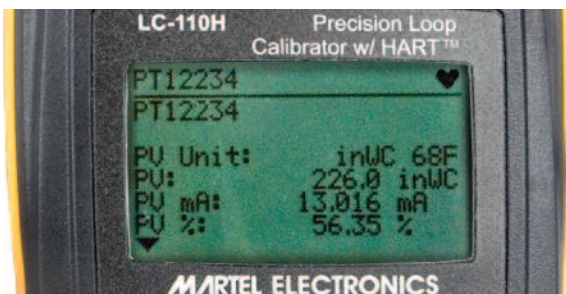 LC-110H Precision Loop
Calibrator w/ HART™
PT12234
PT12234
PV Unit: inWC 68F
PV: 226.0 inWC
PV mA: 13.016 mA
PV %: 56.35 %
MARTEL ELECTRONICS